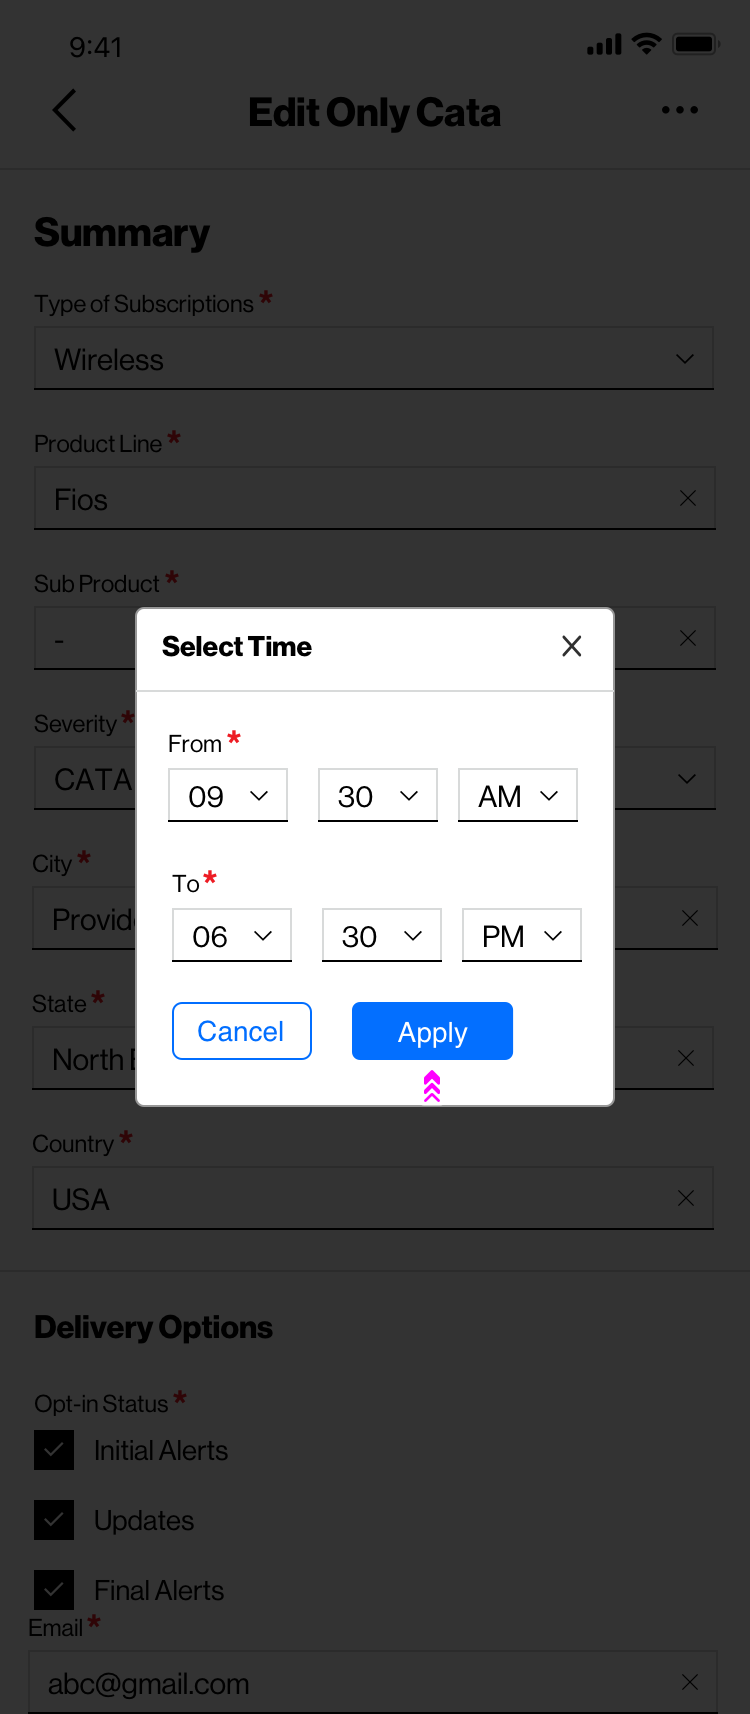 9:41
Edit Only Cata
Summary
Type of Subscriptions *
Wireless
Product Line *
Fios
Sub Product *
-
Select Time
Severity *
From *
CATA
09 30 AM
City *
To *
06 30 PM
State *
Cancel Apply
North
Country *
USA
Delivery Options
Opt-in Status *
Initial Alerts
Updates
Final Alerts
Email *
abc@gmail.com